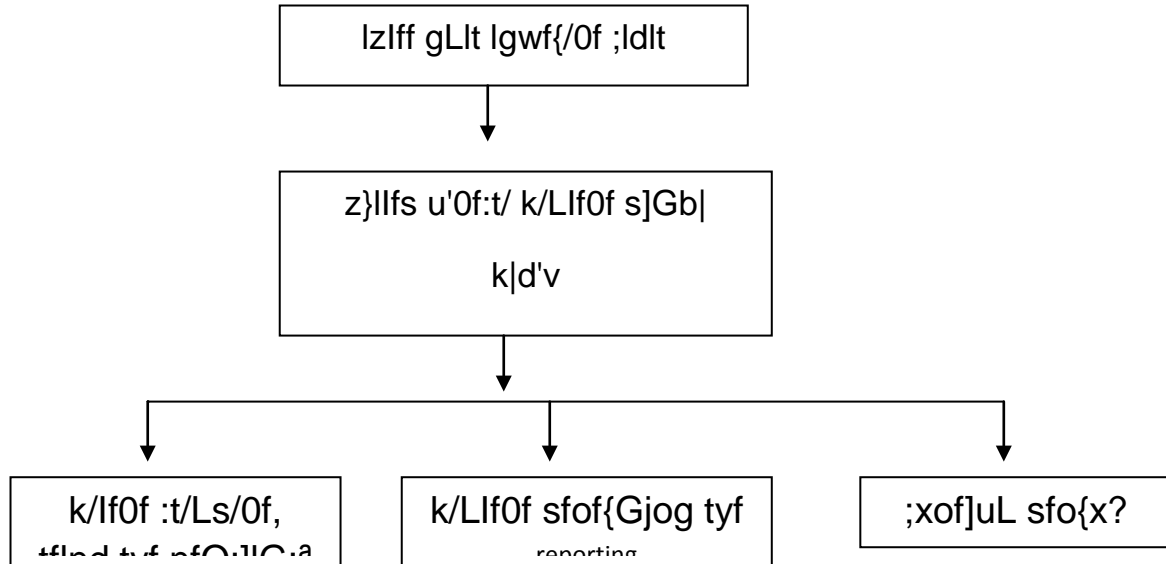 lzIff gLlt lgwf{/0f ;ldlt
z}lIfs u'0f:t/ k/LIf0f s]Gb|
k|d'v
k/If0f :t/Ls/0f,
k/LIf0f sfof{Gjog tyf
reporting
;xof]uL sfo{x?